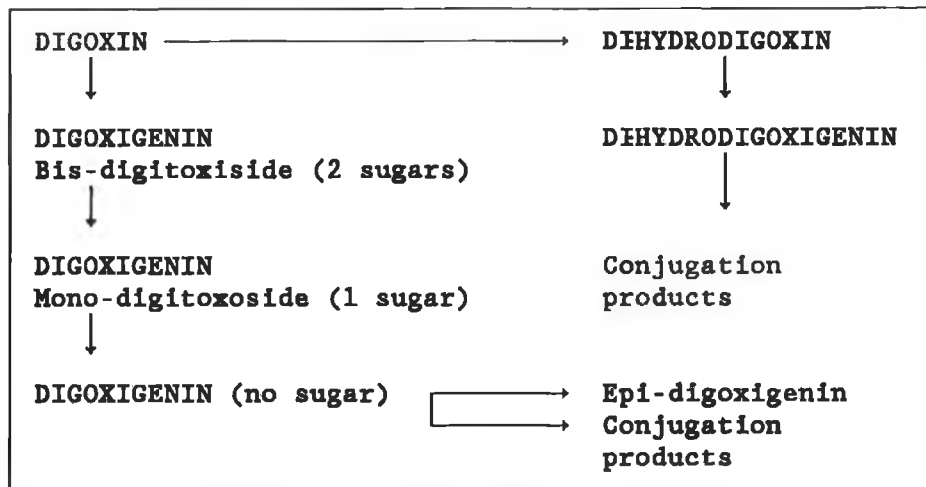 DIGOXIN
DIHYDRODIGOXIN
DIGOXIGENIN
Bis-digitoxiside (2 sugars)
DIHYDRODIGOXIGENIN
DIGOXIGENIN
Mono-digitoxoside (1 sugar)
Conjugation
products
DIGOXIGENIN (no sugar)
Epi-digoxigenin
Conjugation
products